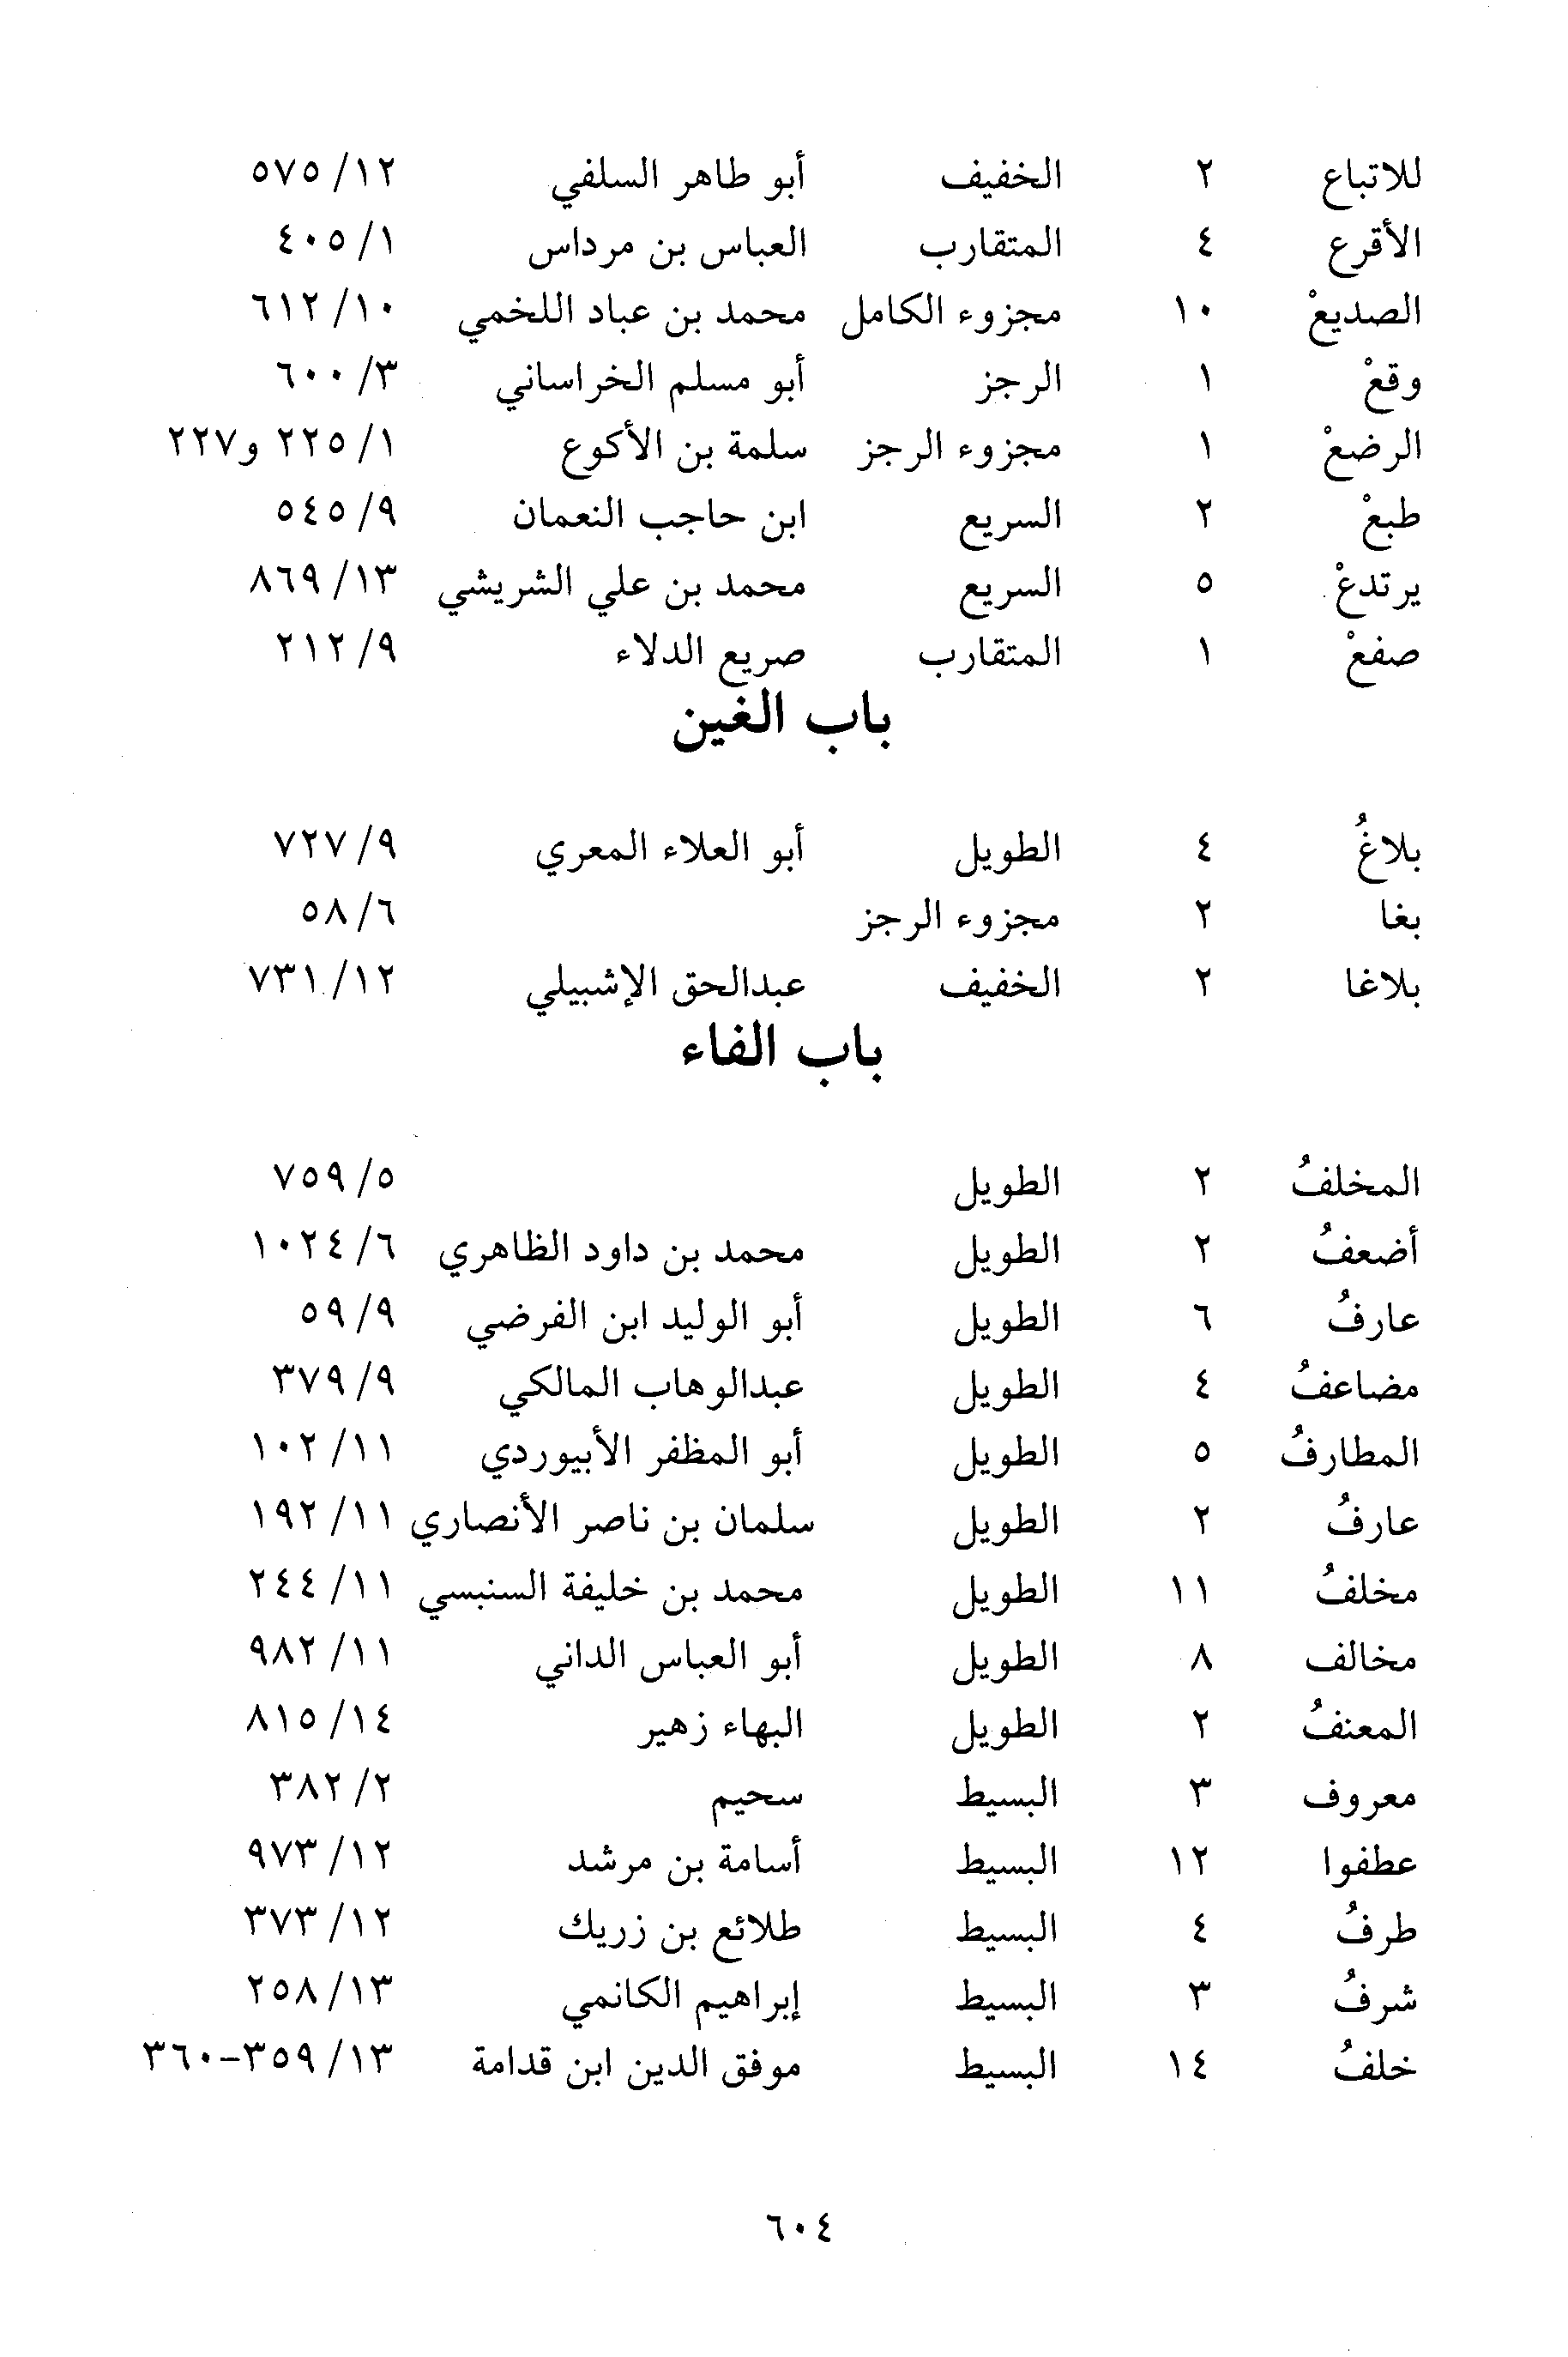 للاتباع ٢ الخفيف أبو طاهر السلفي ١٢/ ٥٧٥
الأقرع ٤ المتقارب العباس بن مرداس ١/ ٤٠٥
الصديعْ ١٠ مجزوء الكامل محمد بن عباد اللخمي ١٠/ ٦١٢
وقعْ ١ الرجز أبو مسلم الخراساني ٣/ ٦٠٠
الرضعْ ١ مجزوء الرجز سلمة بن الأكوع ١/ ٢٢٥ و٢٢٧
طبعْ ٢ السريع ابن حاجب النعمان ٩/ ٥٤٥
يرتدعْ ٥ السريع محمد بن علي الشريشي ١٣/ ٨٦٩
صفعْ ١ المتقارب صريع الدلاء ٩/ ٢١٢
باب الغين
بلاغُ ٤ الطويل أبو العلاء المعري ٩/ ٧٢٧
بغا ٢ مجزوء الرجز ٦/ ٥٨
بلاغا ٢ الخفيف عبدالحق الإشبيلي ١٢/ ٧٣١
باب الفاء
المخلفُ ٢ الطويل ٥/ ٧٥٩
أضعفُ ٢ الطويل محمد بن داود الظاهري ٦/ ١٠٢٤
عارفُ ٦ الطويل أبو الوليد ابن الفرضي ٩/ ٥٩
مضاعفُ ٤ الطويل عبدالوهاب المالكي ٩/ ٣٧٩
المطارفُ ٥ الطويل أبو المظفر الأبيوردي ١١/ ١٠٢
عارفُ ٢ الطويل سلمان بن ناصر الأنصاري ١١/ ١٩٢
مخلفُ ١١ الطويل محمد بن خليفة السنبسي ١١/ ٢٤٤
مخالف ٨ الطويل أبو العباس الداني ١١/ ٩٨٢
المعنفُ ٢ الطويل البهاء زهير ١٤/ ٨١٥
معروف ٣ البسيط سحيم ٢/ ٣٨٢
عطفوا ١٢ البسيط أسامة بن مرشد ١٢/ ٩٧٣
طرفُ ٤ البسيط طلائع بن زريك ١٢/ ٣٧٣
شرفُ ٣ البسيط إبراهيم الكانمي ١٣/ ٢٥٨
خلفُ ١٤ البسيط موفق الدين ابن قدامة ١٣/ ٣٥٩-٣٦٠
٦٠٤